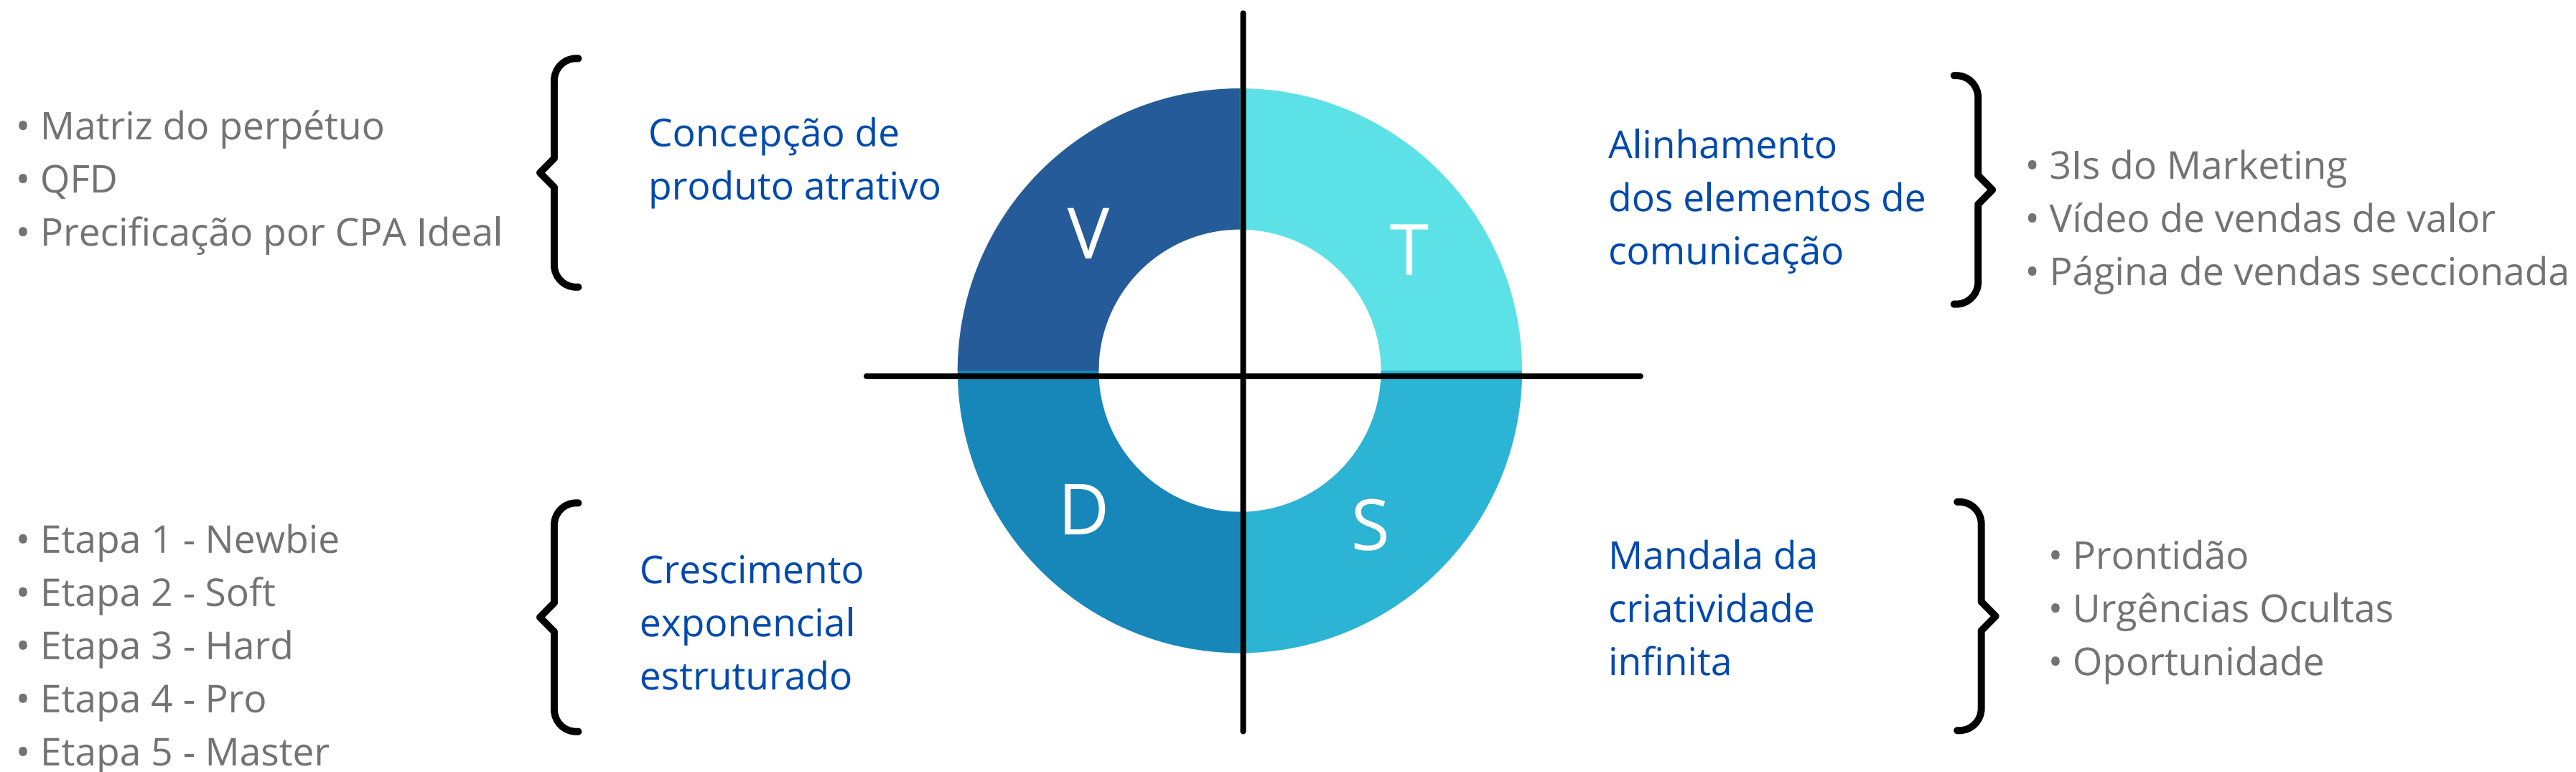 • Matriz do perpétuo
• QFD
• Precificação por CPA Ideal
Concepção de
produto atrativo
V
T
Alinhamento
dos elementos de
comunicação
• 3Is do Marketing
• Vídeo de vendas de valor
• Página de vendas seccionada
• Etapa 1 - Newbie
• Etapa 2 - Soft
• Etapa 3 - Hard
• Etapa 4 - Pro
• Etapa 5 - Master
Crescimento
exponencial
estruturado
D
S
Mandala da
criatividade
infinita
• Prontidão
• Urgências Ocultas
• Oportunidade